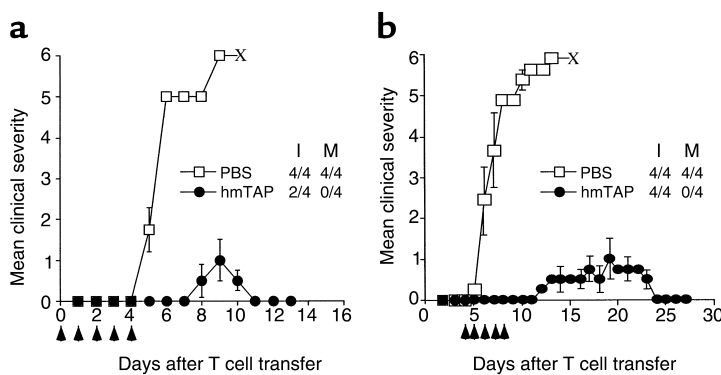 a
6
5
4
3
2
1
0
Mean clinical severity
X
I M
PBS 4/4 4/4
hmTAP 2/4 0/4
0 2 4 6 8 10 12 14 16
Days after T cell transfer
b
6
5
4
3
2
1
0
Mean clinical severity
X
I M
PBS 4/4 4/4
hmTAP 4/4 0/4
0 5 10 15 20 25 30
Days after T cell transfer